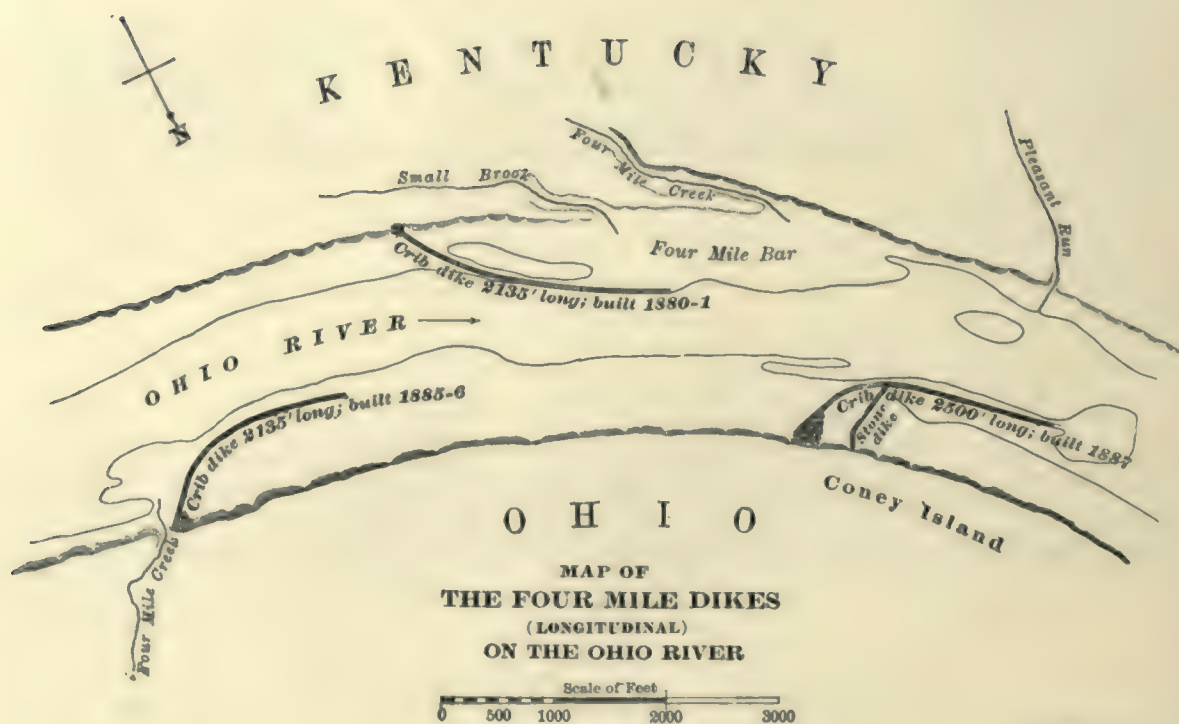 KENTUCKY
N
Four Mile Creek
Small Brook
Pleasant Run
Four Mile Bar
Crib dike 2135' long; built 1880-1
OHIO RIVER
Crib dike 2135' long; built 1885-6
Crib dike 2500' long; built 1887
Stone dike
Coney Island
Four Mile Creek
OHIO
MAP OF
THE FOUR MILE DIKES
(LONGITUDINAL)
ON THE OHIO RIVER
Scale of Feet
0 500 1000 2000 3000